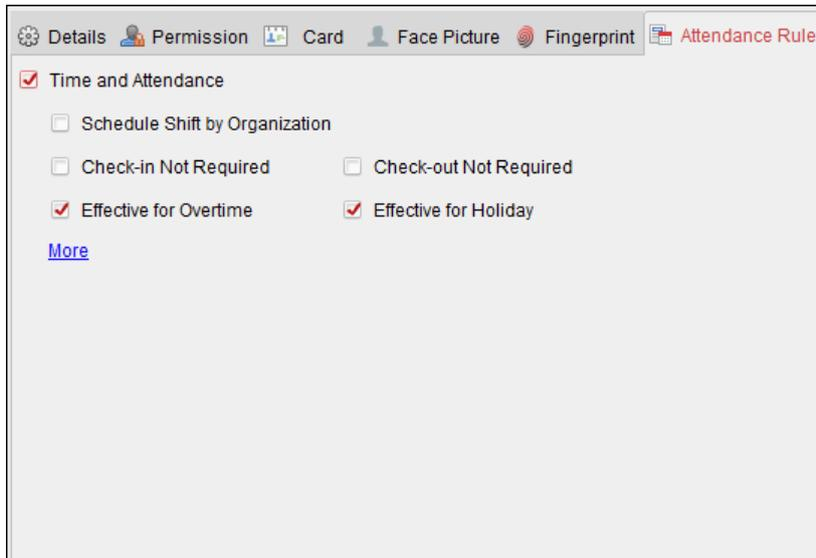 Details Permission Card Face Picture Fingerprint Attendance Rule
Time and Attendance
Schedule Shift by Organization
Check-in Not Required Check-out Not Required
Effective for Overtime Effective for Holiday
More